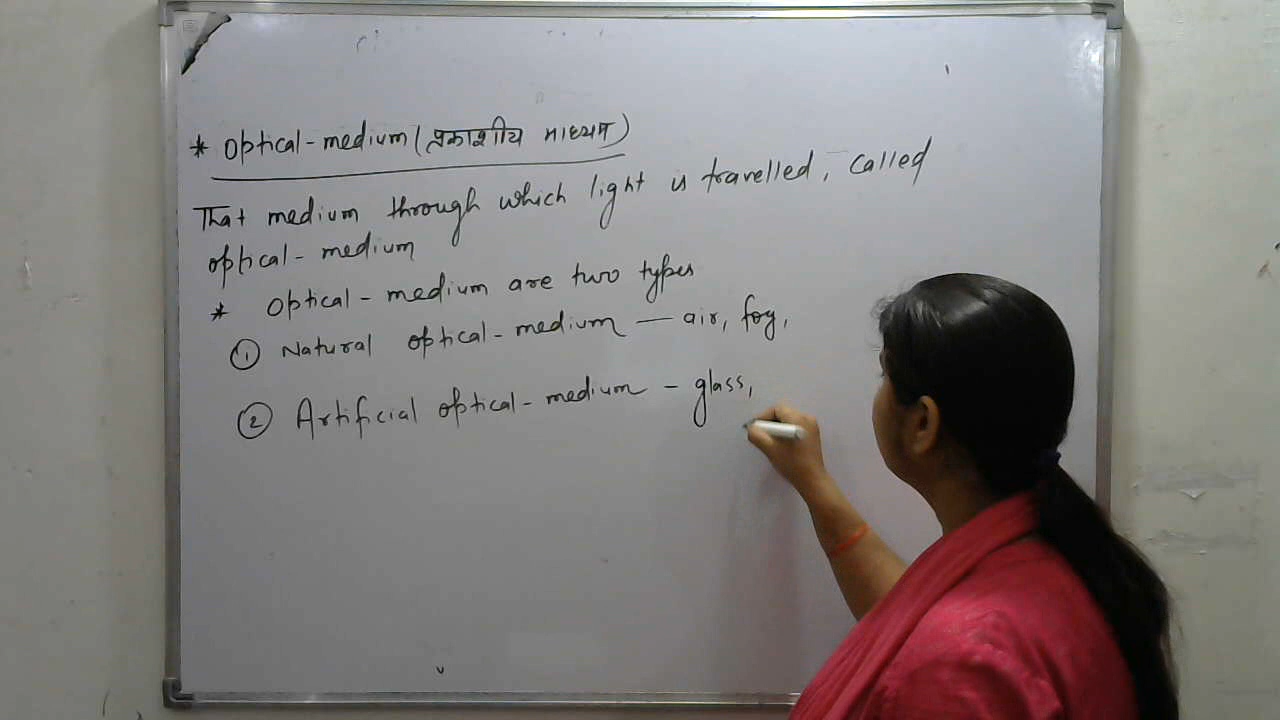 * Optical-medium (प्रकाशीय माध्यम)
That medium through which light is travelled, called
optical-medium
* Optical-medium are two types
① Natural optical-medium — air, fog,
② Artificial optical-medium - glass,